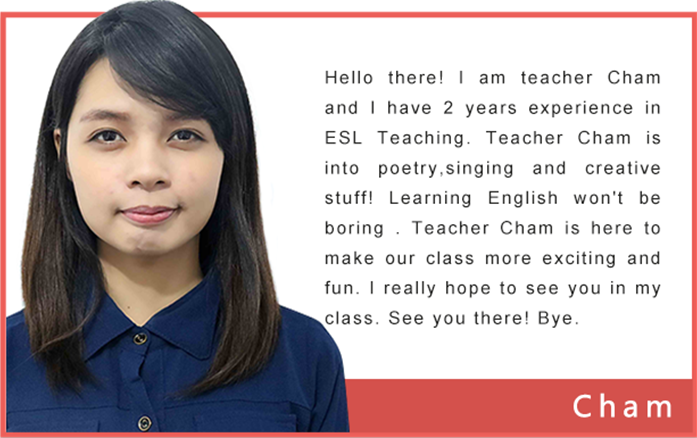 Hello there! I am teacher Cham
and I have 2 years experience in
ESL Teaching. Teacher Cham is
into poetry,singing and creative
stuff! Learning English won't be
boring . Teacher Cham is here to
make our class more exciting and
fun. I really hope to see you in my
class. See you there! Bye.
Cham